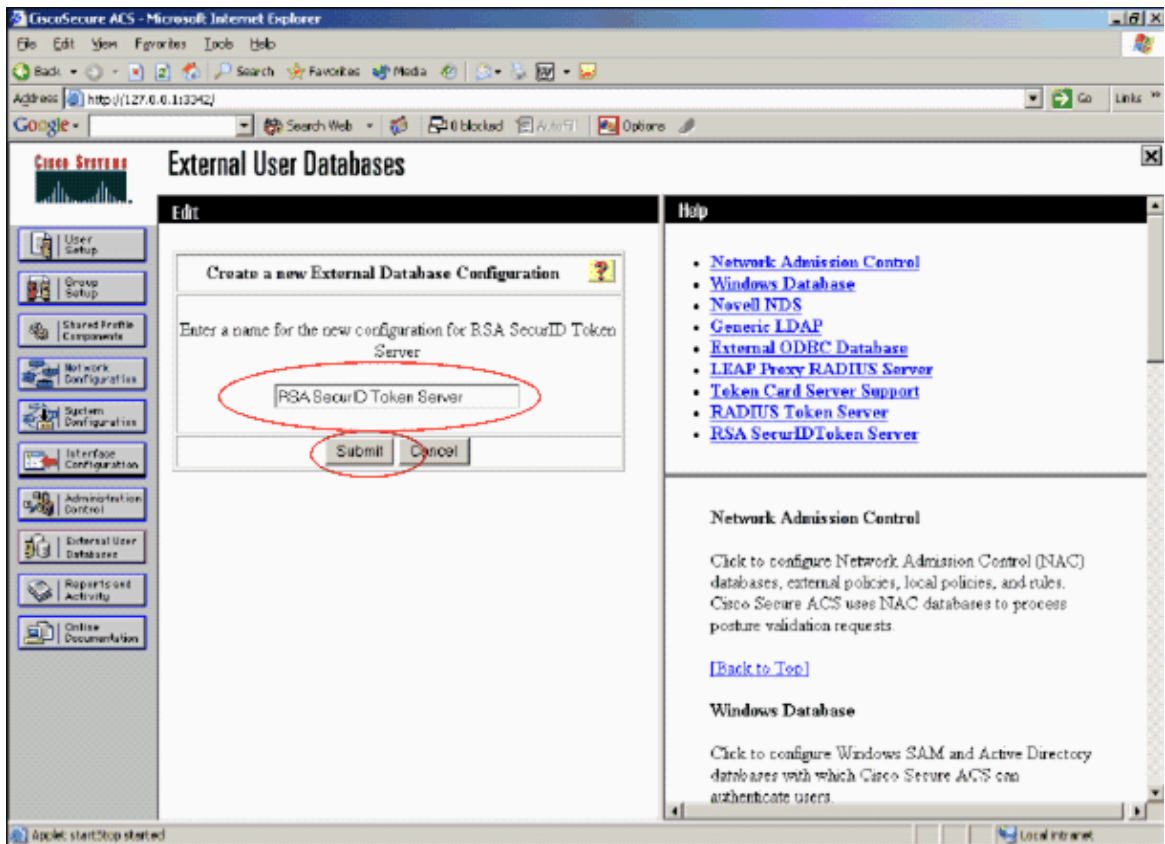 CiscoSecure ACS - Microsoft Internet Explorer
File Edit View Favorites Tools Help
Back Search Favorites Media
Address http://127.0.0.1:3342/ Go Links »
Google Search Web 0 blocked AutoFill Options
CISCO SYSTEMS
External User Databases
User
Setup
Group
Setup
Shared Profile
Components
Network
Configuration
System
Configuration
Interface
Configuration
Administration
Control
External User
Databases
Reports and
Activity
Online
Documentation
Edit
Create a new External Database Configuration ?
Enter a name for the new configuration for RSA SecurID Token
Server
RSA SecurID Token Server
Submit Cancel
Help
• Network Admission Control
• Windows Database
• Novell NDS
• Generic LDAP
• External ODBC Database
• LEAP Proxy RADIUS Server
• Token Card Server Support
• RADIUS Token Server
• RSA SecurIDToken Server
Network Admission Control
Click to configure Network Admission Control (NAC)
databases, external policies, local policies, and rules.
Cisco Secure ACS uses NAC databases to process
posture validation requests.
[Back to Top]
Windows Database
Click to configure Windows SAM and Active Directory
databases with which Cisco Secure ACS can
authenticate users.
Applet startStop started Local intranet